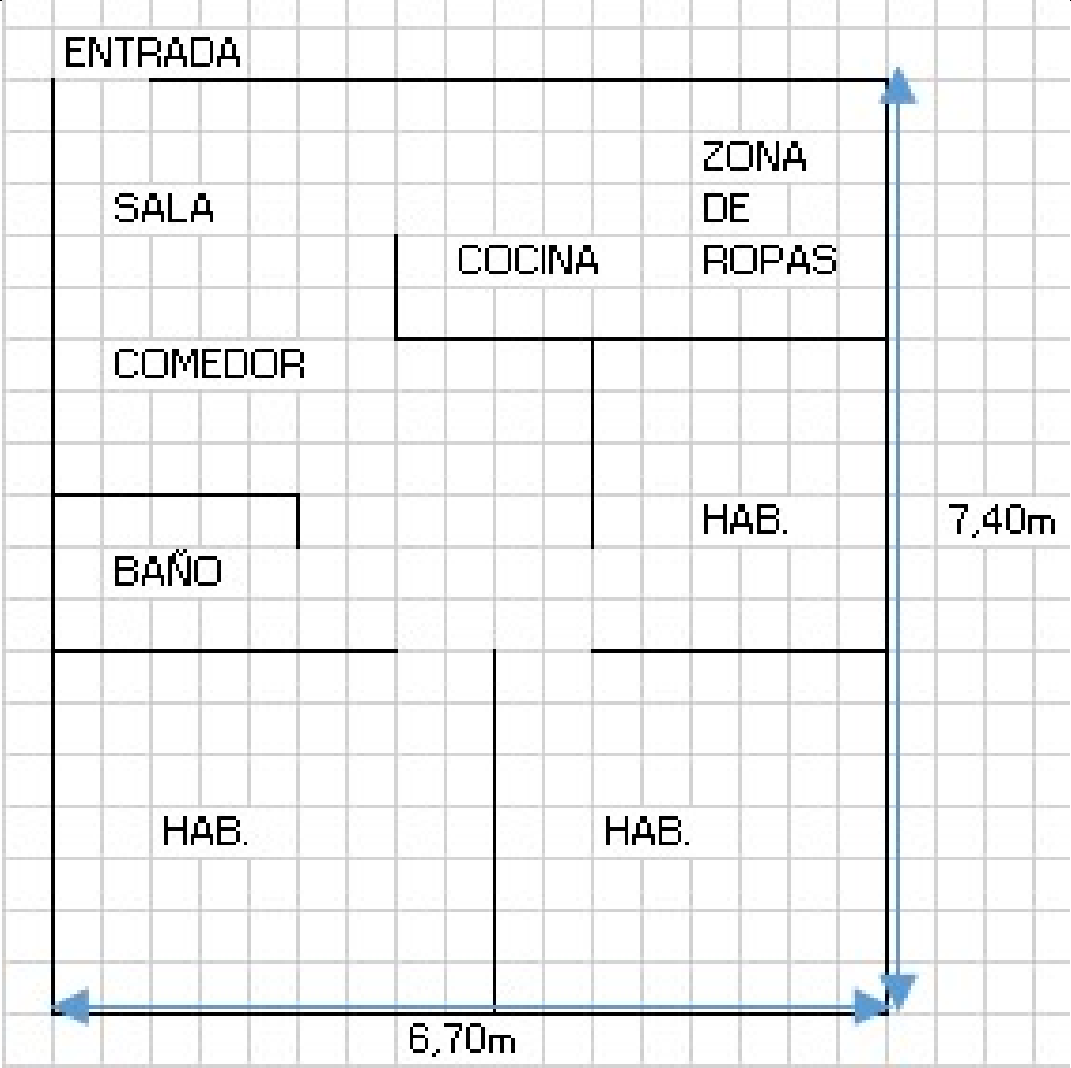 ENTRADA
ZONA
DE
ROPAS
SALA
COCINA
COMEDOR
HAB.
7,40m
BAÑO
HAB.
HAB.
6,70m